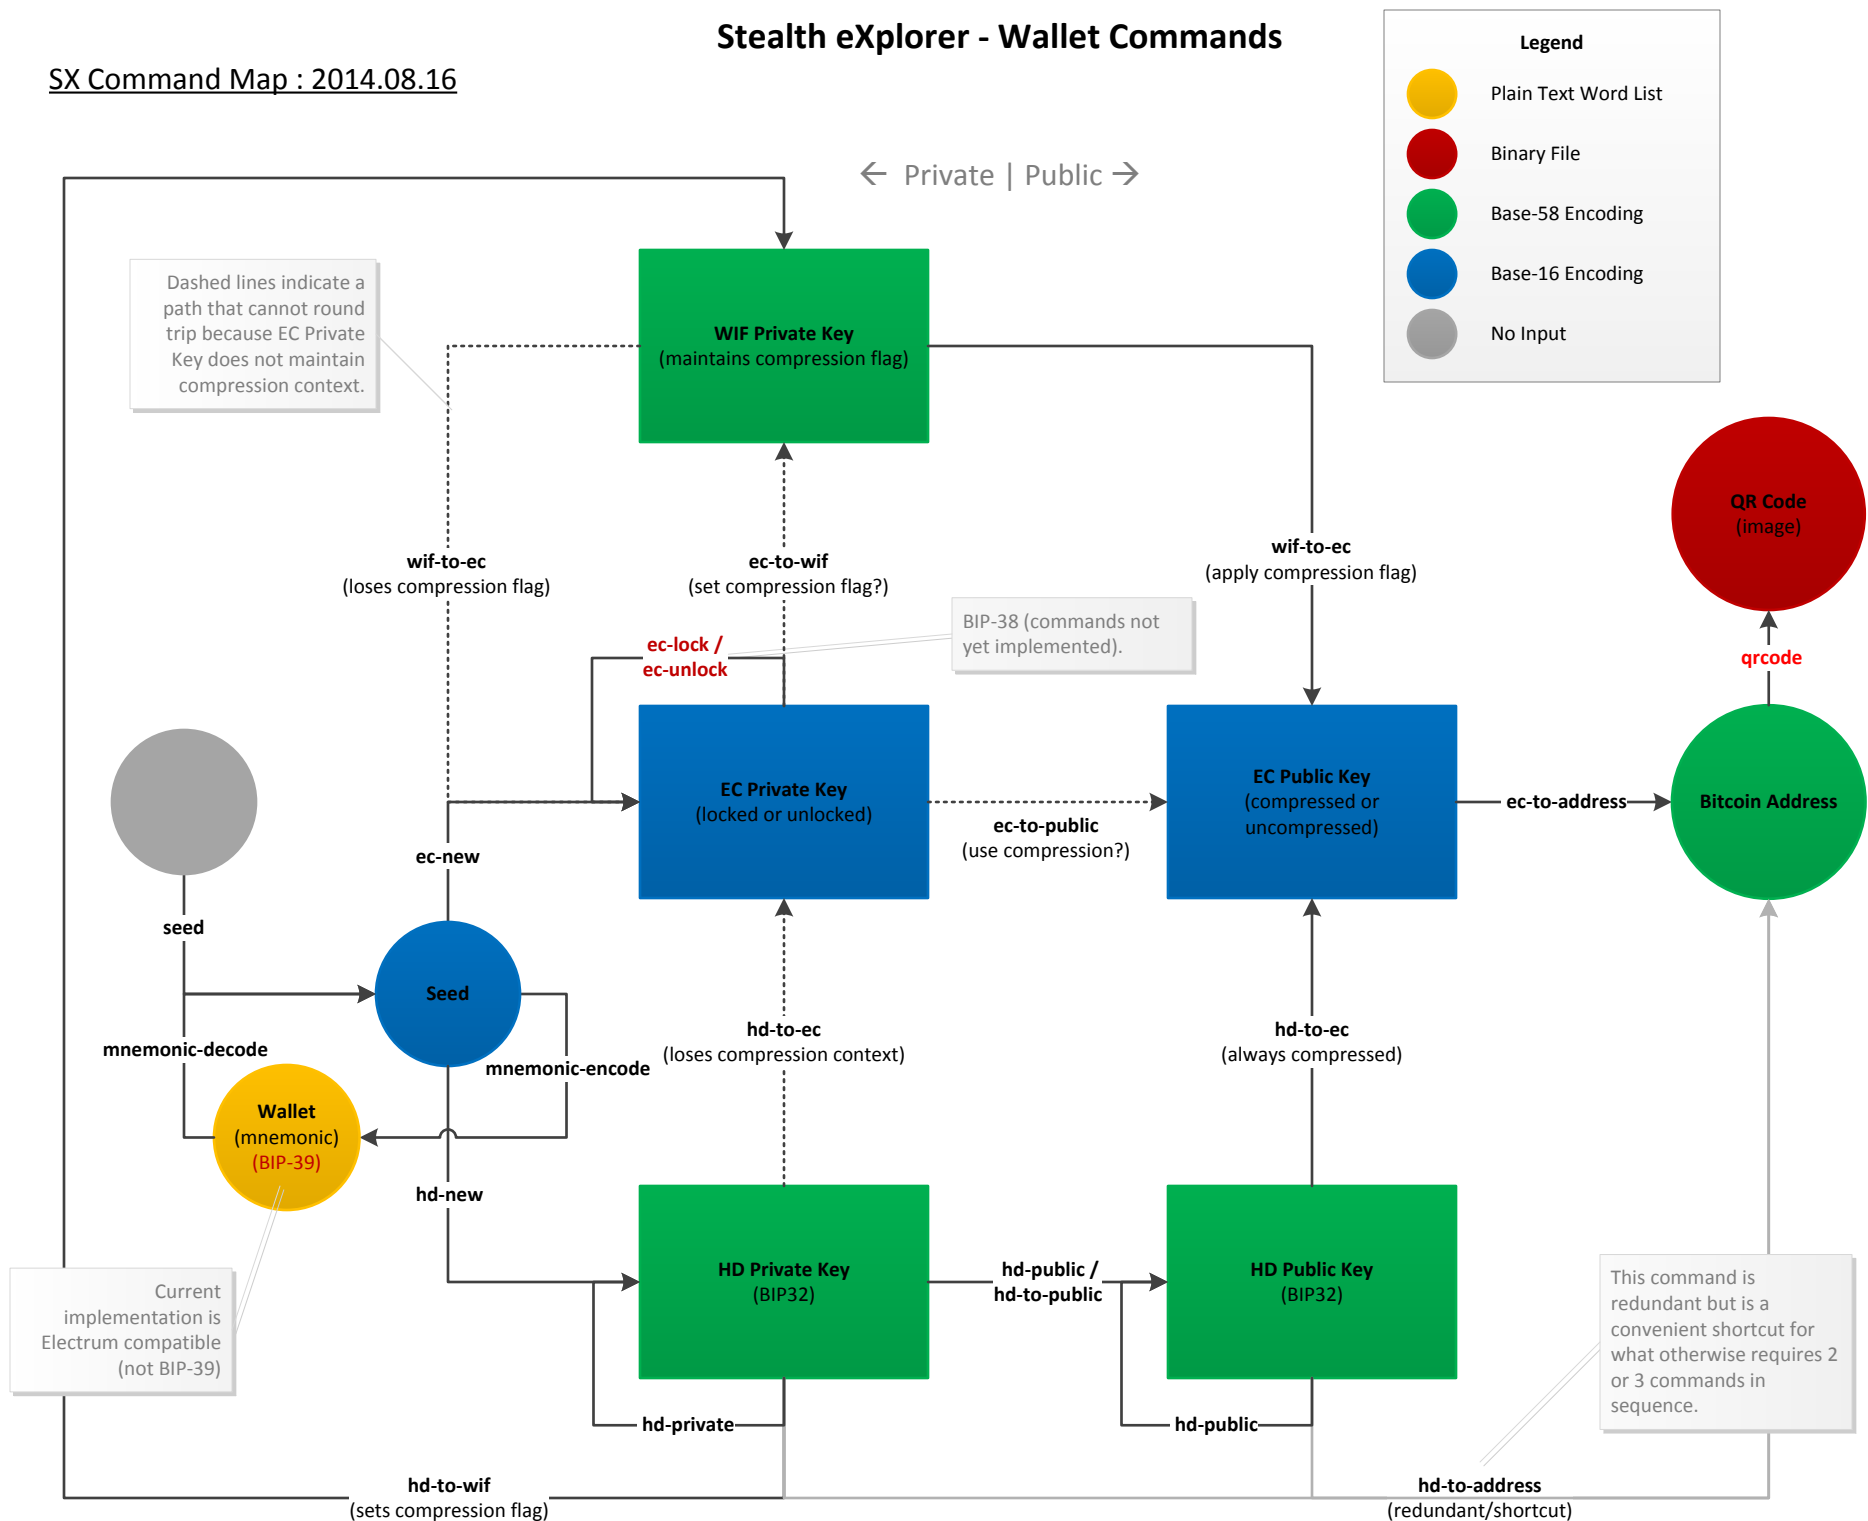 Stealth eXplorer - Wallet Commands
SX Command Map : 2014.08.16
Legend
Plain Text Word List
Binary File
Base-58 Encoding
Base-16 Encoding
No Input
← Private | Public →
Dashed lines indicate a
path that cannot round
trip because EC Private
Key does not maintain
compression context.
WIF Private Key
(maintains compression flag)
QR Code
(image)
wif-to-ec
(loses compression flag)
ec-to-wif
(set compression flag?)
wif-to-ec
(apply compression flag)
BIP-38 (commands not
yet implemented).
ec-lock /
ec-unlock
qrcode
EC Private Key
(locked or unlocked)
EC Public Key
(compressed or
uncompressed)
ec-to-address
Bitcoin Address
ec-to-public
(use compression?)
ec-new
seed
Seed
mnemonic-decode
mnemonic-encode
hd-to-ec
(loses compression context)
hd-to-ec
(always compressed)
Wallet
(mnemonic)
(BIP-39)
hd-new
Current
implementation is
Electrum compatible
(not BIP-39)
HD Private Key
(BIP32)
hd-public /
hd-to-public
HD Public Key
(BIP32)
This command is
redundant but is a
convenient shortcut for
what otherwise requires 2
or 3 commands in
sequence.
hd-private
hd-public
hd-to-wif
(sets compression flag)
hd-to-address
(redundant/shortcut)